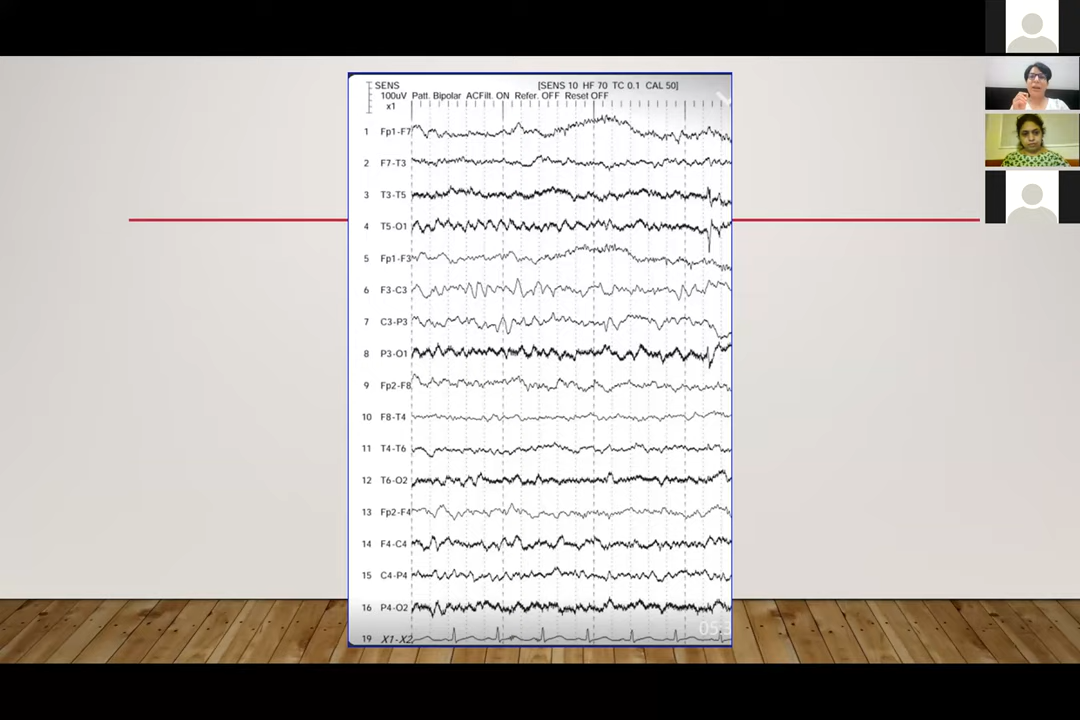 SENS [SENS 10 HF 70 TC 0.1 CAL 50]
100uV Patt. Bipolar ACFilt. ON Refer. OFF Reset OFF
x1
1 Fp1-F7
2 F7-T3
3 T3-T5
4 T5-O1
5 Fp1-F3
6 F3-C3
7 C3-P3
8 P3-O1
9 Fp2-F8
10 F8-T4
11 T4-T6
12 T6-O2
13 Fp2-F4
14 F4-C4
15 C4-P4
16 P4-O2
19 X1-X2